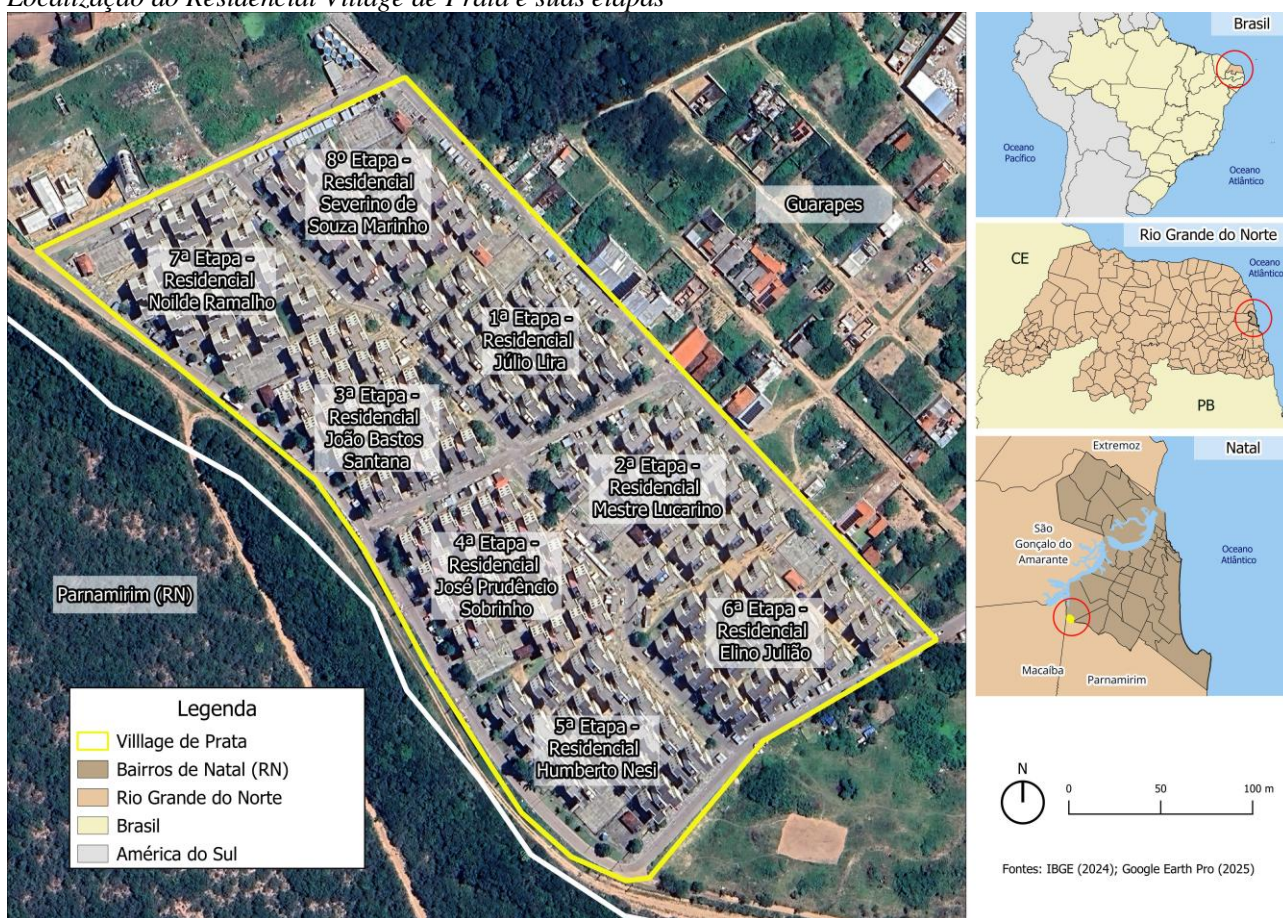 Localização do Residencial Village de Prata e suas etapas
8º Etapa -
Residencial
Severino de
Souza Marinho
Guarapes
7ª Etapa -
Residencial
Noilde Ramalho
1ª Etapa -
Residencial
Júlio Lira
3ª Etapa -
Residencial
João Bastos
Santana
2ª Etapa -
Residencial
Mestre Lucarino
4ª Etapa -
Residencial
José Prudêncio
Sobrinho
Parnamirim (RN)
6ª Etapa -
Residencial
Elino Julião
5ª Etapa -
Residencial
Humberto Nesi
Legenda
Villlage de Prata
Bairros de Natal (RN)
Rio Grande do Norte
Brasil
América do Sul
Brasil
Oceano
Pacífico
Oceano
Atlântico
Rio Grande do Norte
CE
Oceano
Atlântico
PB
Natal
Extremoz
São
Gonçalo do
Amarante
Oceano
Atlântico
Macaíba
Parnamirim
N
0 50 100 m
Fontes: IBGE (2024); Google Earth Pro (2025)